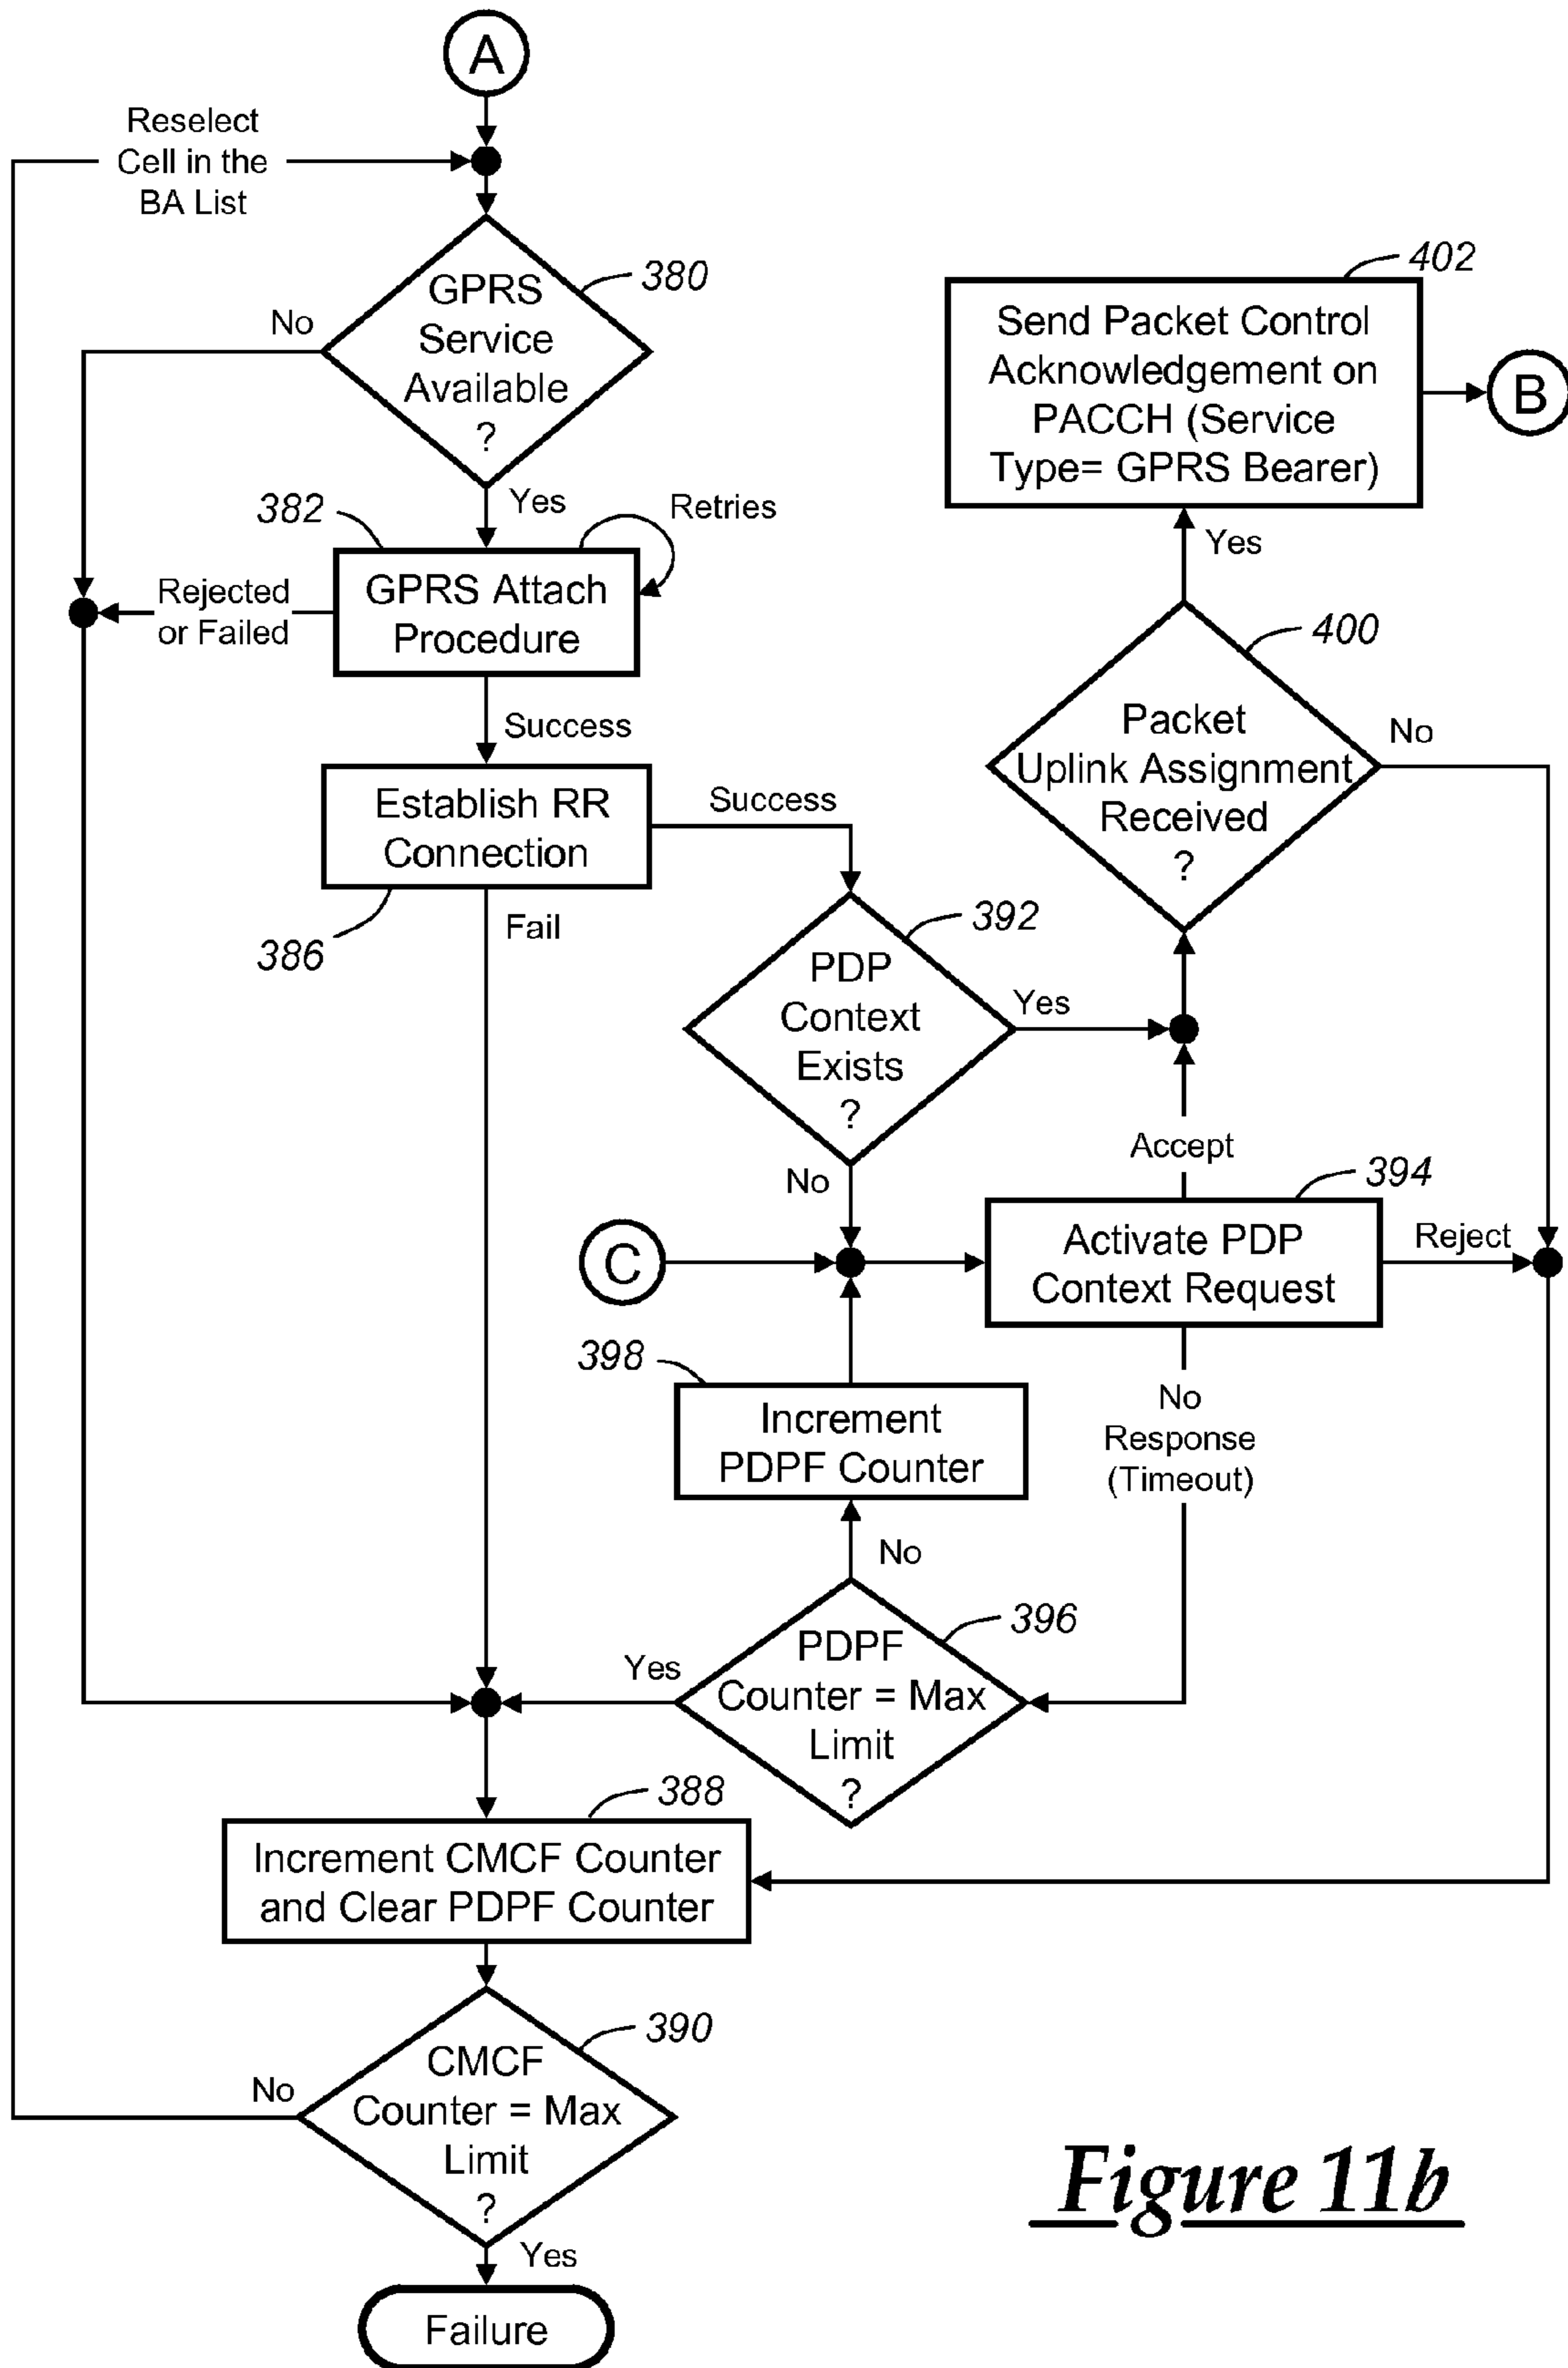 A
Reselect
Cell in the
BA List
380
GPRS
Service
Available
?
No
Yes
402
Send Packet Control
Acknowledgement on
PACCH (Service
Type= GPRS Bearer)
B
382
Retries
GPRS Attach
Procedure
Rejected
or Failed
Success
Yes
400
Packet
Uplink Assignment
Received
?
No
Establish RR
Connection
Success
386
Fail
392
PDP
Context
Exists
?
Yes
No
Accept
394
C
Activate PDP
Context Request
Reject
398
Increment
PDPF Counter
No
Response
(Timeout)
No
396
PDPF
Counter = Max
Limit
?
Yes
388
Increment CMCF Counter
and Clear PDPF Counter
390
CMCF
Counter = Max
Limit
?
No
Yes
Failure
Figure 11b